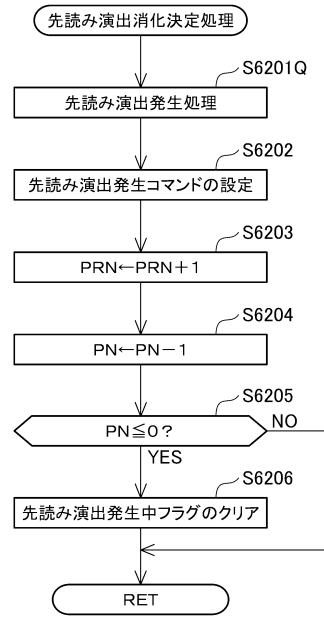 先読み演出消化決定処理
S6201Q
先読み演出発生処理
S6202
先読み演出発生コマンドの設定
S6203
PRN←PRN+1
S6204
PN←PN−1
S6205
PN≦0?
NO
YES
S6206
先読み演出発生中フラグのクリア
RET